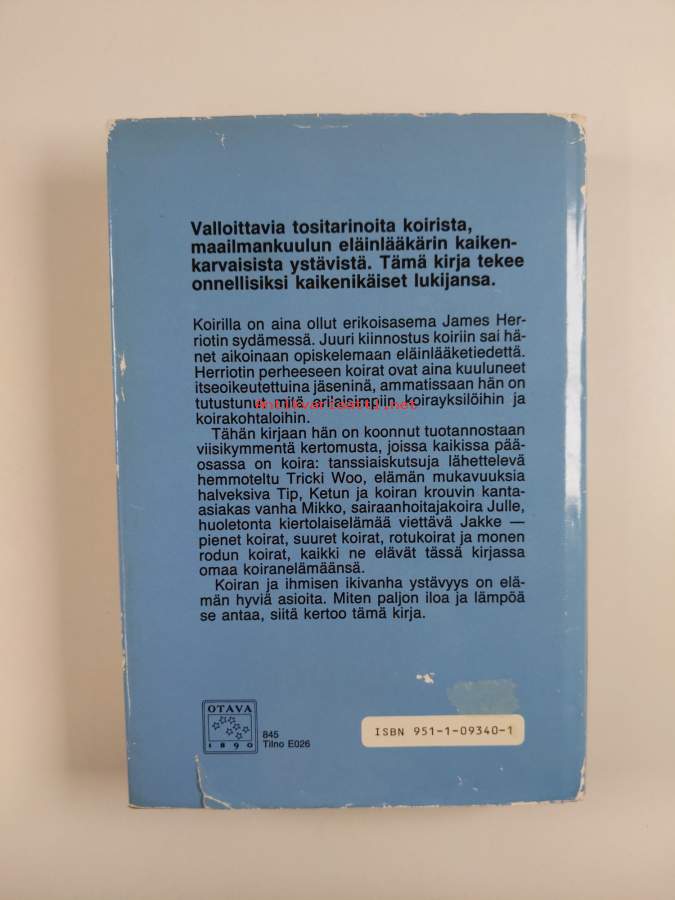 Valloittavia tositarinoita koirista,
maailmankuulun eläinlääkärin kaiken-
karvaisista ystävistä. Tämä kirja tekee
onnellisiksi kaikenikäiset lukijansa.
Koirilla on aina ollut erikoisasema James Her-
riotin sydämessä. Juuri kiinnostus koiriin sai hä-
net aikoinaan opiskelemaan eläinlääketiedettä.
Herriotin perheeseen koirat ovat aina kuuluneet
itseoikeutettuina jäseninä, ammatissaan hän on
tutustunut mitä erilaisimpiin koirayksilöihin ja
Antikvariaatti.net
koirakohtaloihin.
Tähän kirjaan hän on koonnut tuotannostaan
viisikymmentä kertomusta, joissa kaikissa pää-
osassa on koira: tanssiaiskutsuja lähettelevä
hemmoteltu Tricki Woo, elämän mukavuuksia
halveksiva Tip, Ketun ja koiran krouvin kanta-
asiakas vanha Mikko, sairaanhoitajakoira Julle,
huoletonta kiertolaiselämää viettävä Jakke —
pienet koirat, suuret koirat, rotukoirat ja monen
rodun koirat, kaikki ne elävät tässä kirjassa
omaa koiranelämäänsä.
Koiran ja ihmisen ikivanha ystävyys on elä-
män hyviä asioita. Miten paljon iloa ja lämpöä
se antaa, siitä kertoo tämä kirja.
OTAVA
1890
845
Tilno E026
ISBN 951-1-09340-1